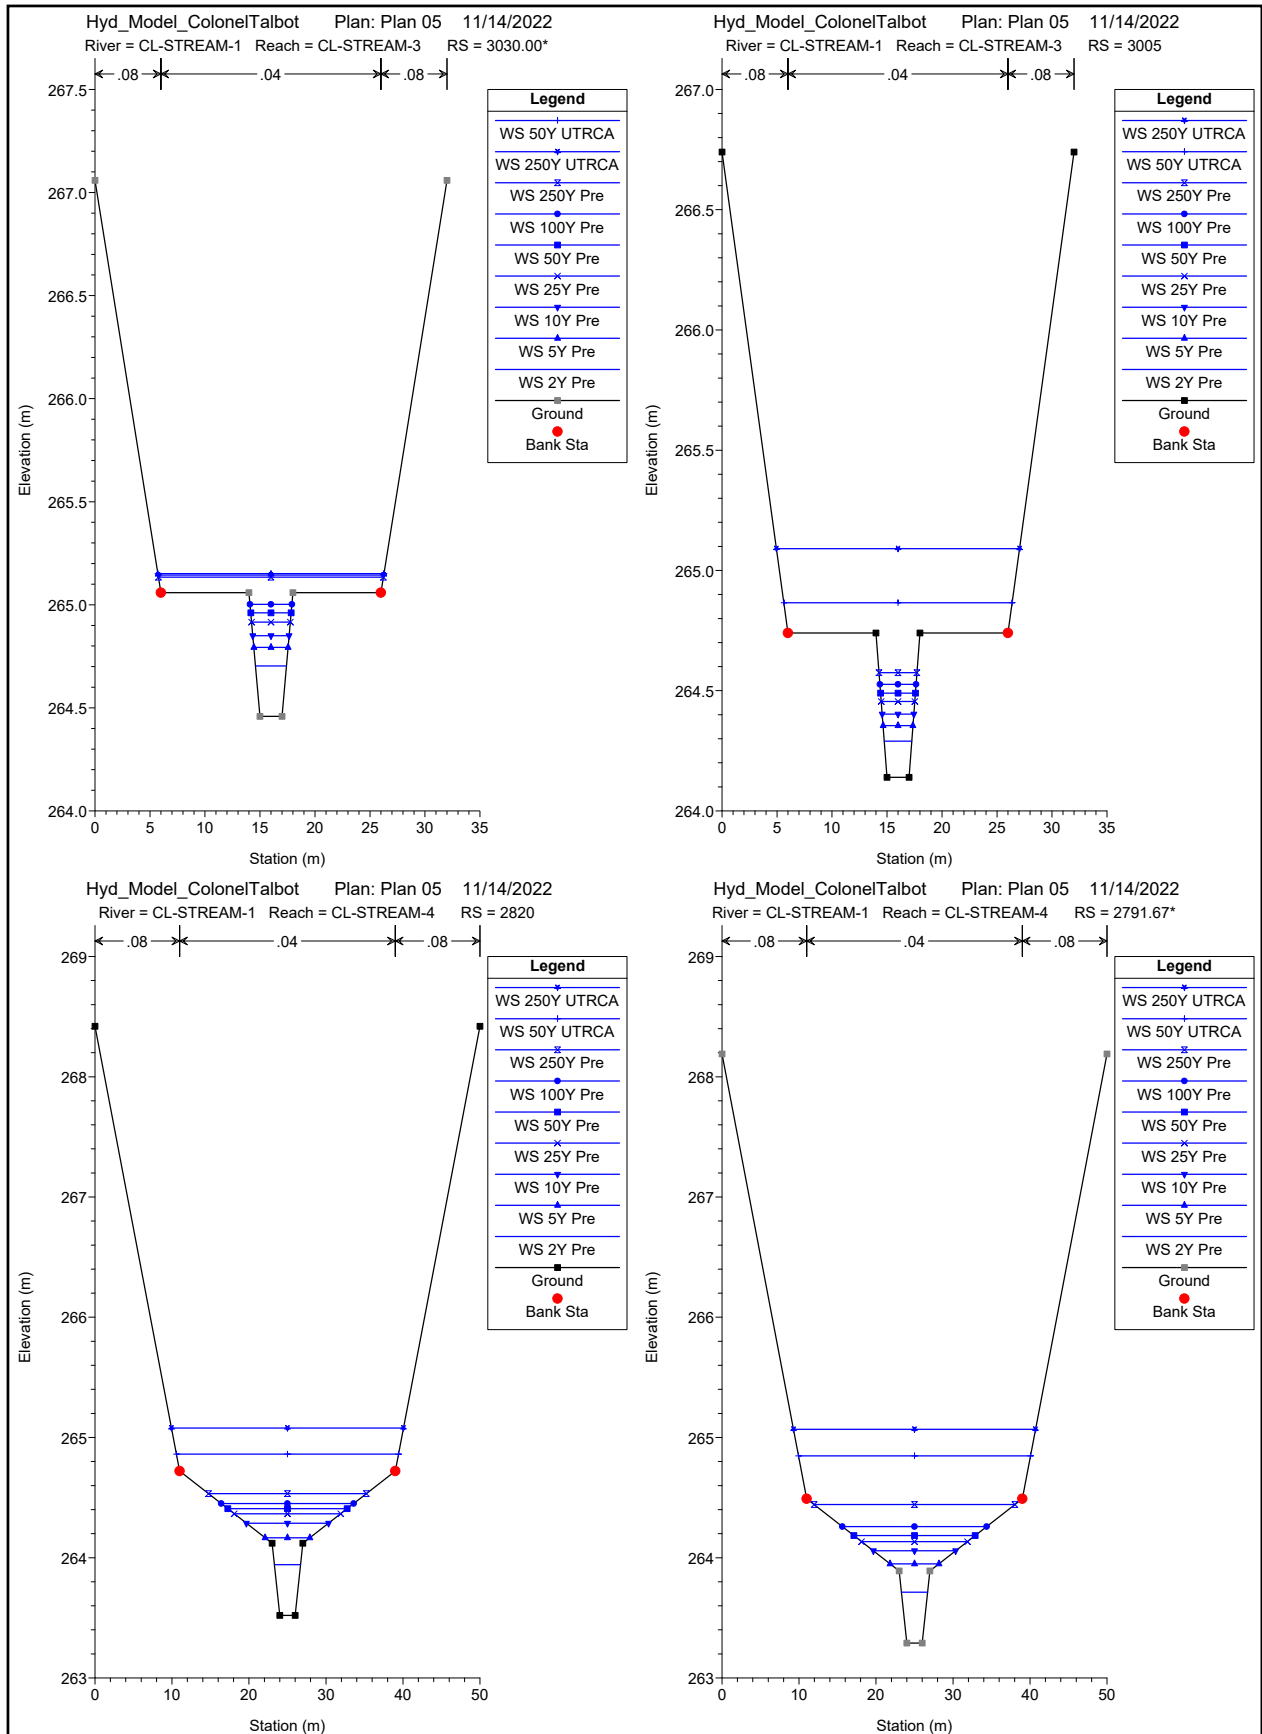 Hyd_Model_ColonelTalbot Plan: Plan 05 11/14/2022
River = CL-STREAM-1 Reach = CL-STREAM-3 RS = 3030.00*
.08 .04 .08
267.5
267.0
266.5
266.0
265.5
265.0
264.5
264.0
0 5 10 15 20 25 30 35
Elevation (m)
Station (m)
Legend
WS 50Y UTRCA
WS 250Y UTRCA
WS 250Y Pre
WS 100Y Pre
WS 50Y Pre
WS 25Y Pre
WS 10Y Pre
WS 5Y Pre
WS 2Y Pre
Ground
Bank Sta
Hyd_Model_ColonelTalbot Plan: Plan 05 11/14/2022
River = CL-STREAM-1 Reach = CL-STREAM-3 RS = 3005
.08 .04 .08
267.0
266.5
266.0
265.5
265.0
264.5
264.0
0 5 10 15 20 25 30 35
Elevation (m)
Station (m)
Legend
WS 250Y UTRCA
WS 50Y UTRCA
WS 250Y Pre
WS 100Y Pre
WS 50Y Pre
WS 25Y Pre
WS 10Y Pre
WS 5Y Pre
WS 2Y Pre
Ground
Bank Sta
Hyd_Model_ColonelTalbot Plan: Plan 05 11/14/2022
River = CL-STREAM-1 Reach = CL-STREAM-4 RS = 2820
.08 .04 .08
269
268
267
266
265
264
263
0 10 20 30 40 50
Elevation (m)
Station (m)
Legend
WS 250Y UTRCA
WS 50Y UTRCA
WS 250Y Pre
WS 100Y Pre
WS 50Y Pre
WS 25Y Pre
WS 10Y Pre
WS 5Y Pre
WS 2Y Pre
Ground
Bank Sta
Hyd_Model_ColonelTalbot Plan: Plan 05 11/14/2022
River = CL-STREAM-1 Reach = CL-STREAM-4 RS = 2791.67*
.08 .04 .08
269
268
267
266
265
264
263
0 10 20 30 40 50
Elevation (m)
Station (m)
Legend
WS 250Y UTRCA
WS 50Y UTRCA
WS 250Y Pre
WS 100Y Pre
WS 50Y Pre
WS 25Y Pre
WS 10Y Pre
WS 5Y Pre
WS 2Y Pre
Ground
Bank Sta